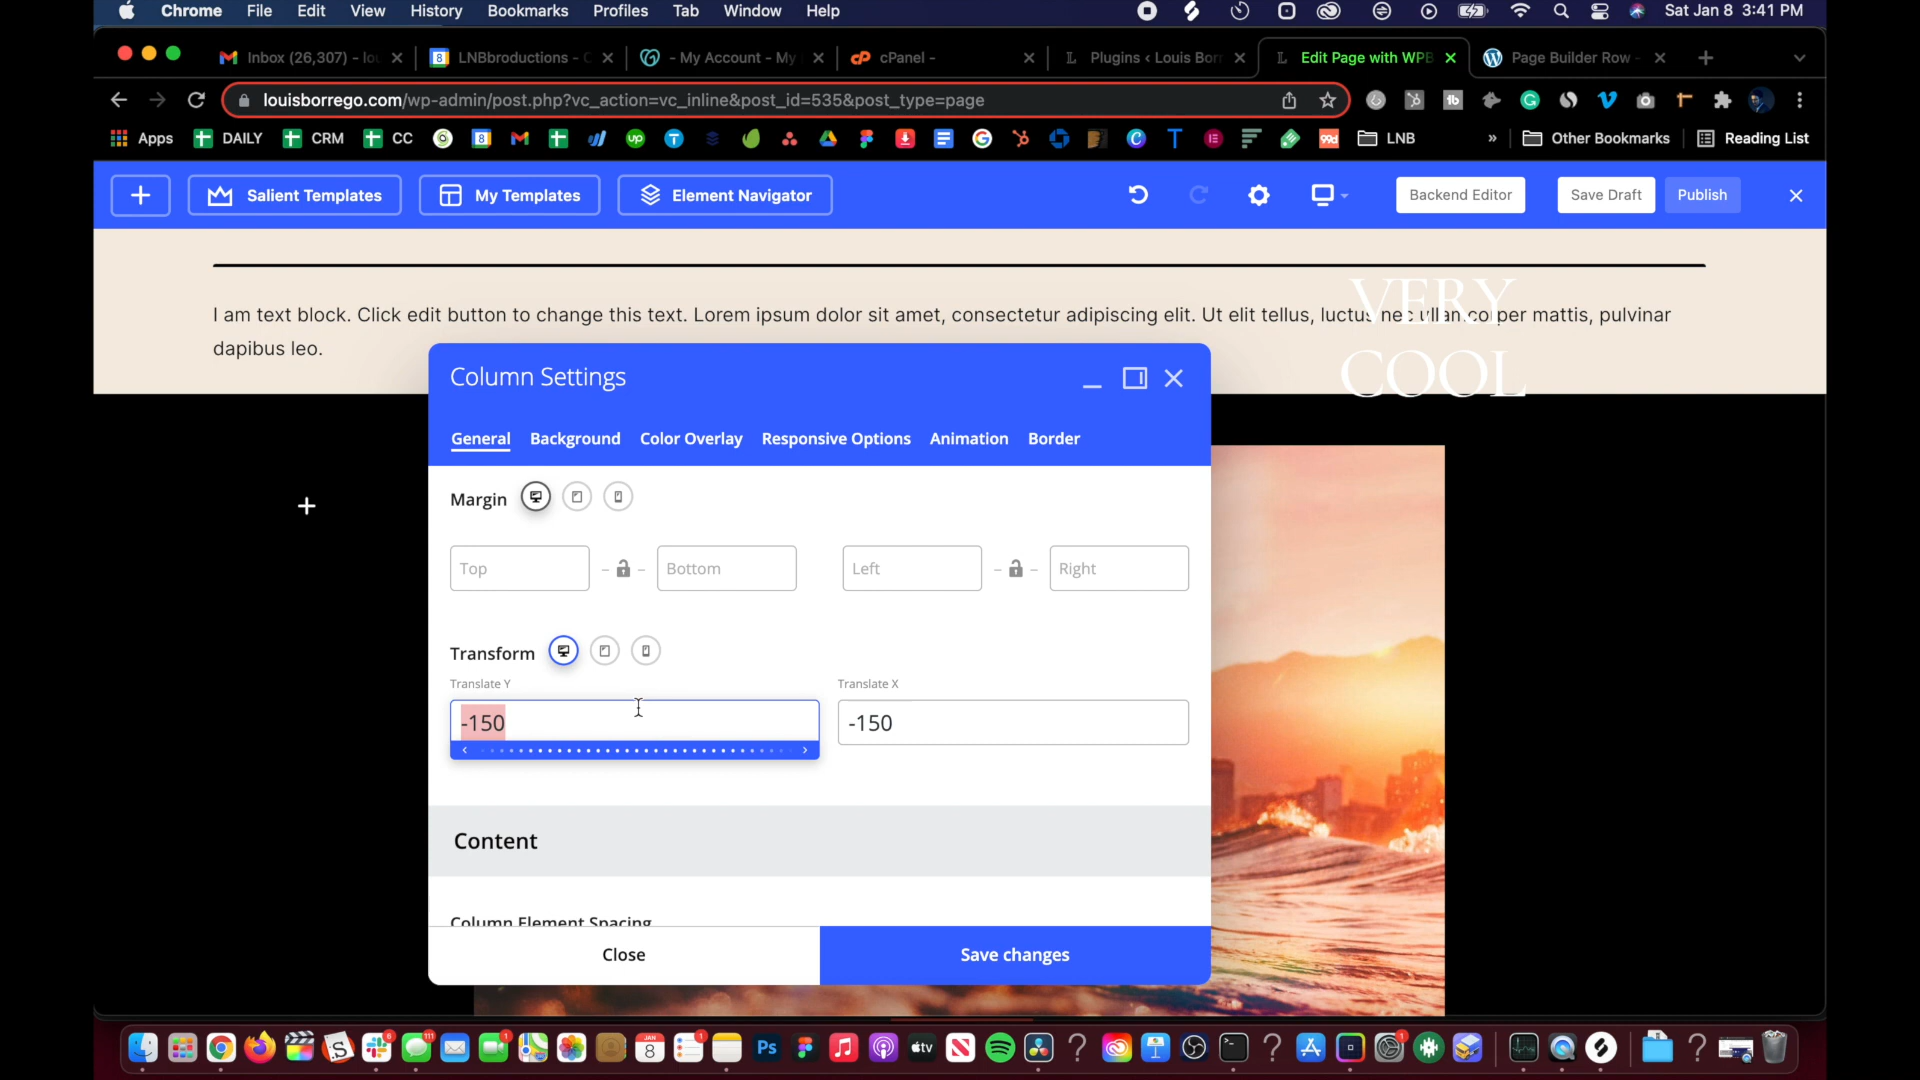 Chrome File Edit View History Bookmarks Profiles Tab Window Help Sat Jan 8 3:41 PM
Inbox (26,307) - lo LNBbroductions - C - My Account - My cPanel - Plugins ‹ Louis Borr Edit Page with WPB Page Builder Row -
louisborrego.com/wp-admin/post.php?vc_action=vc_inline&post_id=535&post_type=page
Apps DAILY CRM CC LNB » Other Bookmarks Reading List
Salient Templates My Templates Element Navigator Backend Editor Save Draft Publish
VERY
I am text block. Click edit button to change this text. Lorem ipsum dolor sit amet, consectetur adipiscing elit. Ut elit tellus, luctus nec ullamcorper mattis, pulvinar
dapibus leo.
COOL
Column Settings
General Background Color Overlay Responsive Options Animation Border
Margin
Top Bottom Left Right
Transform
Translate Y Translate X
-150 -150
Content
Column Element Spacing
Close Save changes